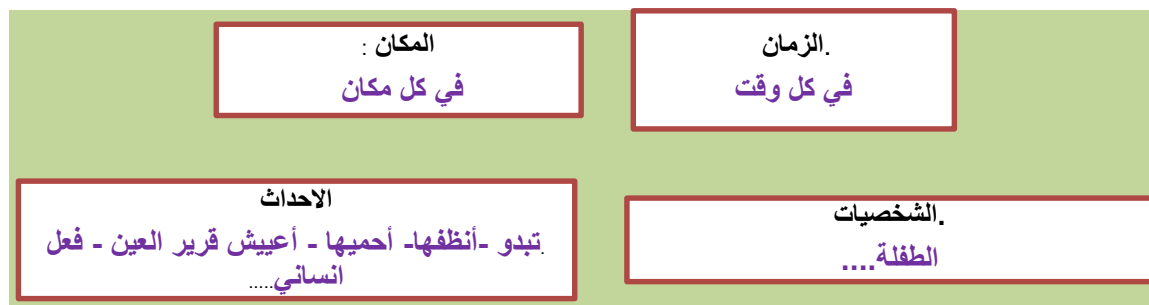 .الزمان
في كل وقت
المكان :
في كل مكان
.الشخصيات
الطفلة....
الاحداث
.تبدو -أنظفها- أحميها - أعييش قرير العين - فعل
انساني.....